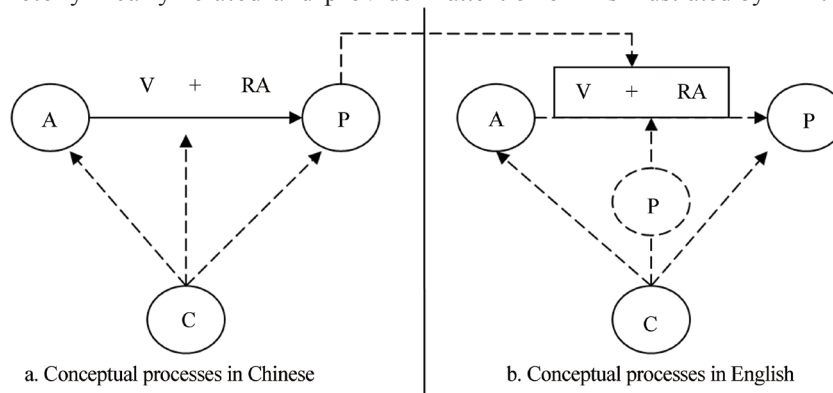 V + RA
A
P
C
a. Conceptual processes in Chinese
V + RA
A
P
P
C
b. Conceptual processes in English